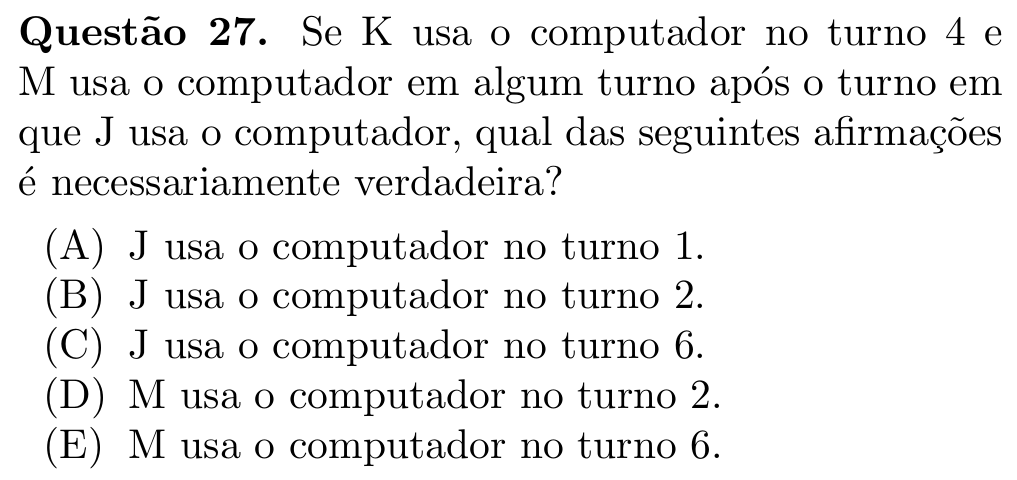 Questão 27. Se K usa o computador no turno 4 e
M usa o computador em algum turno após o turno em
que J usa o computador, qual das seguintes afirmações
é necessariamente verdadeira?
(A) J usa o computador no turno 1.
(B) J usa o computador no turno 2.
(C) J usa o computador no turno 6.
(D) M usa o computador no turno 2.
(E) M usa o computador no turno 6.